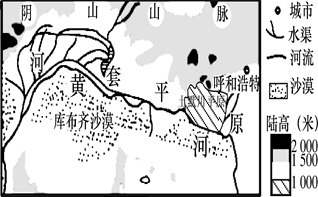 阴 山 山 脉
城市
水渠
河流
沙漠
河 黄 套 平 原
呼和浩特
库布齐沙漠
河
陆高（米）
2 000
1 500
1 000